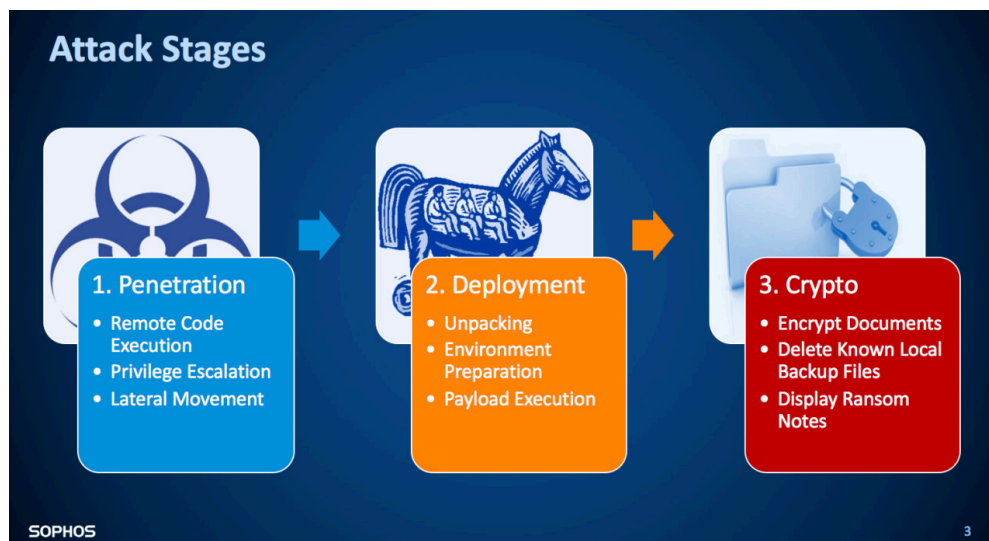 Attack Stages
1. Penetration
• Remote Code
Execution
• Privilege Escalation
• Lateral Movement
2. Deployment
• Unpacking
• Environment
Preparation
• Payload Execution
3. Crypto
• Encrypt Documents
• Delete Known Local
Backup Files
• Display Ransom
Notes
SOPHOS
3